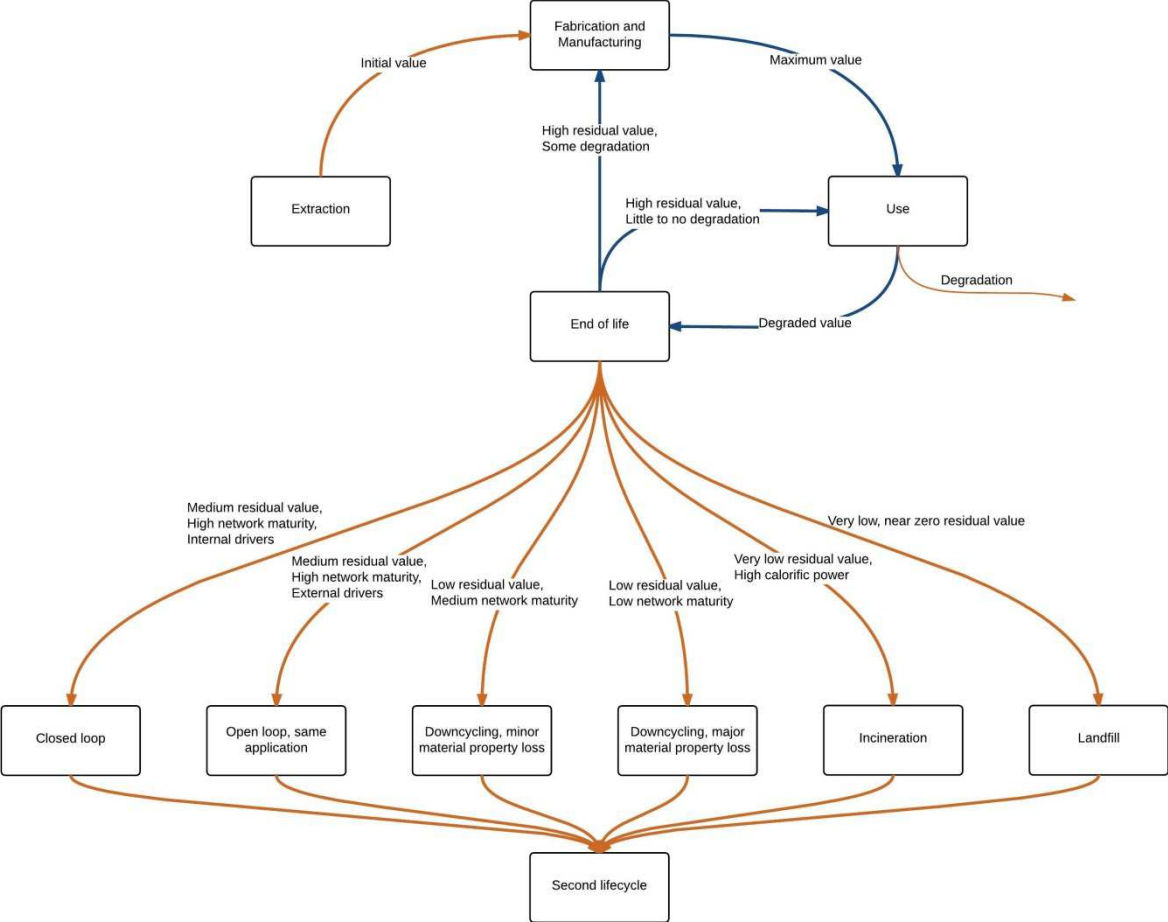 Fabrication and
Manufacturing
Initial value
Maximum value
High residual value,
Some degradation
Extraction
High residual value,
Little to no degradation
Use
Degradation
End of life
Degraded value
Medium residual value,
High network maturity,
Internal drivers
Medium residual value,
High network maturity,
External drivers
Low residual value,
Medium network maturity
Low residual value,
Low network maturity
Very low residual value,
High calorific power
Very low, near zero residual value
Closed loop
Open loop, same
application
Downcycling, minor
material property loss
Downcycling, major
material property loss
Incineration
Landfill
Second lifecycle